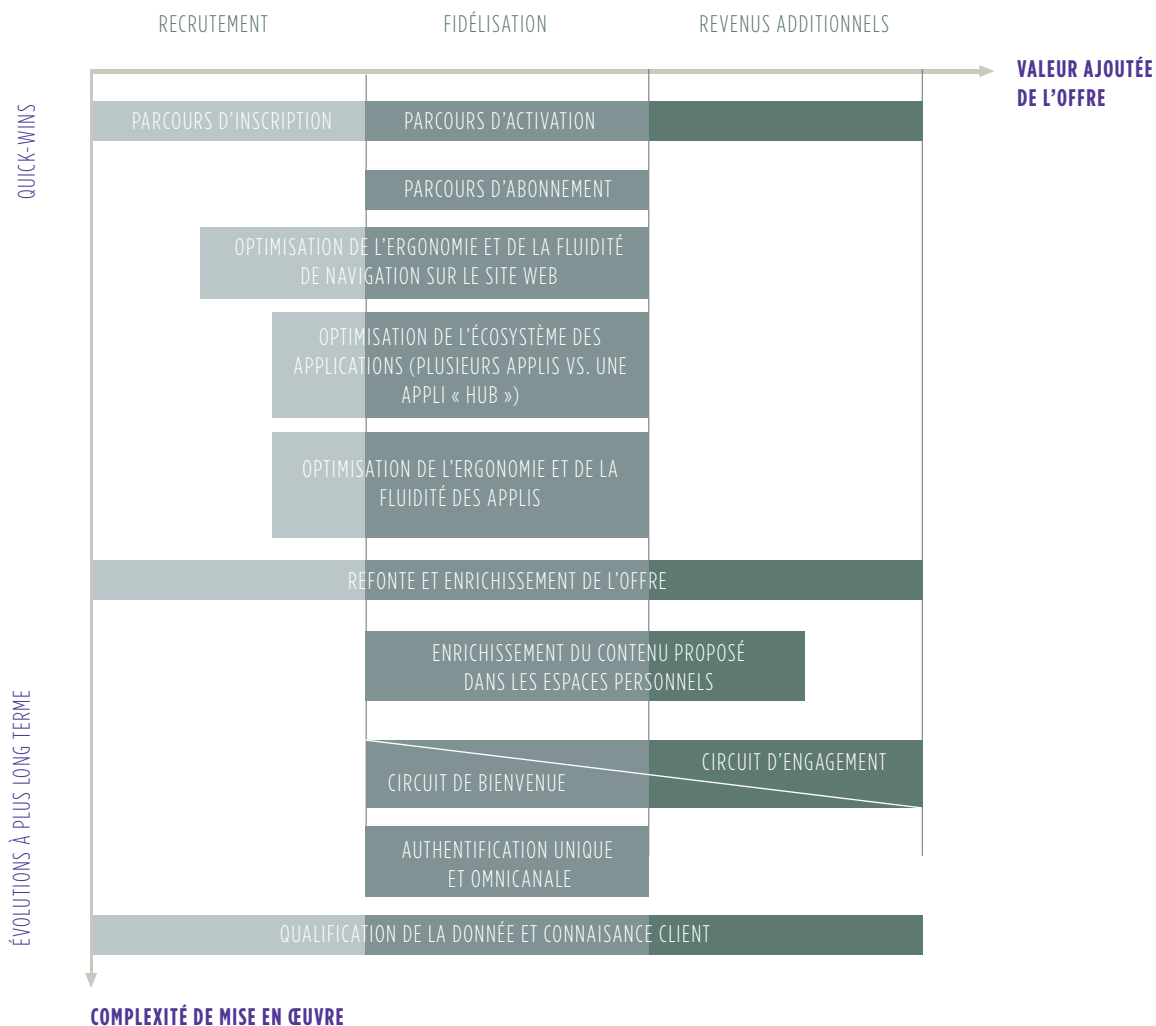 RECRUTEMENT
FIDÉLISATION
REVENUS ADDITIONNELS
VALEUR AJOUTÉE
DE L’OFFRE
QUICK-WINS
PARCOURS D’INSCRIPTION
PARCOURS D’ACTIVATION
PARCOURS D’ABONNEMENT
OPTIMISATION DE L’ERGONOMIE ET DE LA FLUIDITÉ
DE NAVIGATION SUR LE SITE WEB
OPTIMISATION DE L’ÉCOSYSTÈME DES
APPLICATIONS (PLUSIEURS APPLIS VS. UNE
APPLI « HUB »)
OPTIMISATION DE L’ERGONOMIE ET DE LA
FLUIDITÉ DES APPLIS
REFONTE ET ENRICHISSEMENT DE L’OFFRE
ENRICHISSEMENT DU CONTENU PROPOSÉ
DANS LES ESPACES PERSONNELS
ÉVOLUTIONS À PLUS LONG TERME
CIRCUIT DE BIENVENUE
CIRCUIT D’ENGAGEMENT
AUTHENTIFICATION UNIQUE
ET OMNICANALE
QUALIFICATION DE LA DONNÉE ET CONNAISANCE CLIENT
COMPLEXITÉ DE MISE EN ŒUVRE